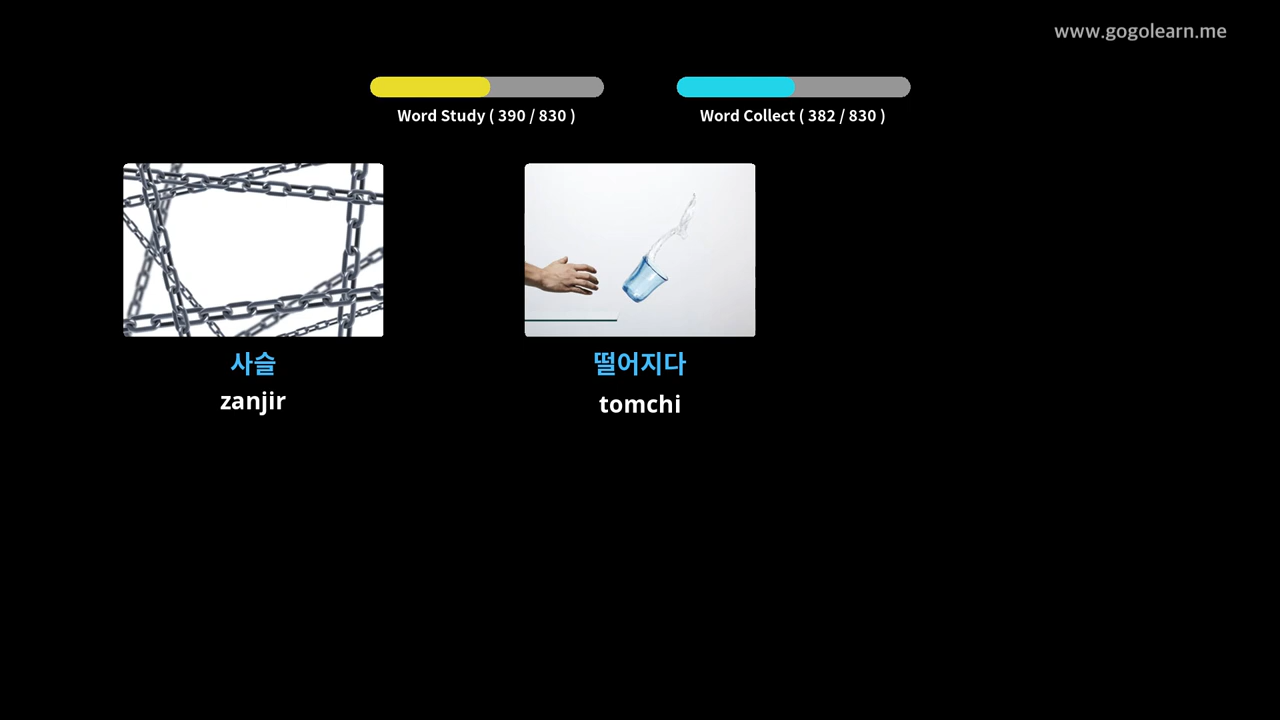 www.gogolearn.me
Word Study ( 390 / 830 )
Word Collect ( 382 / 830 )
사슬
zanjir
떨어지다
tomchi